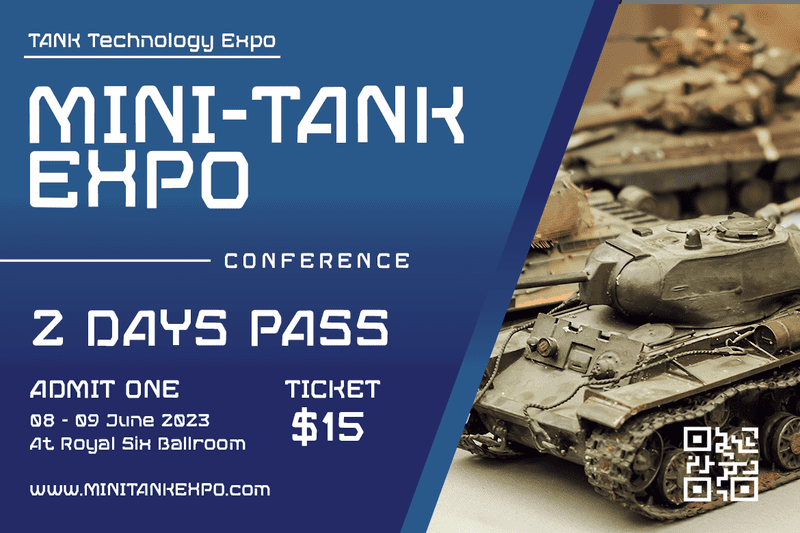 TANK Technology Expo
MINI-TANK
EXPO
CONFERENCE
2 DAYS PASS
ADMIT ONE
TICKET
08 - 09 June 2023
$15
At Royal Six Ballroom
www.MINITANKEXPO.com